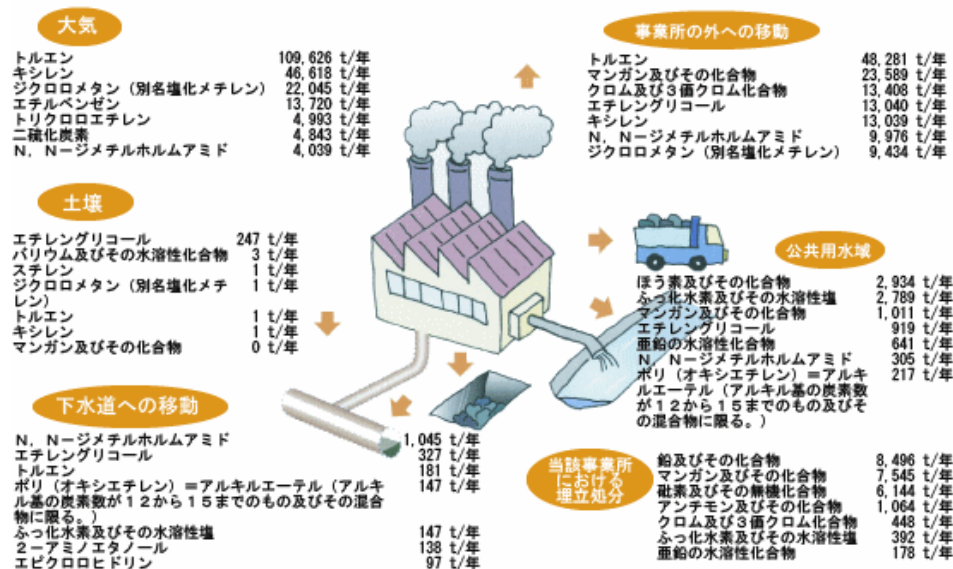 大気
トルエン 109,626 t/年
キシレン 46,618 t/年
ジクロロメタン（別名塩化メチレン） 22,045 t/年
エチルベンゼン 13,720 t/年
トリクロロエチレン 4,993 t/年
二硫化炭素 4,843 t/年
Ｎ，Ｎ－ジメチルホルムアミド 4,039 t/年
事業所の外への移動
トルエン 48,281 t/年
マンガン及びその化合物 23,589 t/年
クロム及び３価クロム化合物 13,408 t/年
エチレングリコール 13,040 t/年
キシレン 13,039 t/年
Ｎ，Ｎ－ジメチルホルムアミド 9,976 t/年
ジクロロメタン（別名塩化メチレン） 9,434 t/年
土壌
エチレングリコール 247 t/年
バリウム及びその水溶性化合物 3 t/年
スチレン 1 t/年
ジクロロメタン（別名塩化メチ 1 t/年
レン）
トルエン 1 t/年
キシレン 1 t/年
マンガン及びその化合物 0 t/年
公共用水域
ほう素及びその化合物 2,934 t/年
ふっ化水素及びその水溶性塩 2,789 t/年
マンガン及びその化合物 1,011 t/年
エチレングリコール 919 t/年
亜鉛の水溶性化合物 641 t/年
Ｎ，Ｎ－ジメチルホルムアミド 305 t/年
ポリ（オキシエチレン）＝アルキ 217 t/年
ルエーテル（アルキル基の炭素数
が１２から１５までのもの及びそ
の混合物に限る。）
下水道への移動
Ｎ，Ｎ－ジメチルホルムアミド 1,045 t/年
エチレングリコール 327 t/年
トルエン 181 t/年
ポリ（オキシエチレン）＝アルキルエーテル（アルキ 147 t/年
ル基の炭素数が１２から１５までのもの及びその混合
物に限る。）
ふっ化水素及びその水溶性塩 147 t/年
２－アミノエタノール 138 t/年
エピクロロヒドリン 97 t/年
当該事業所
における
埋立処分
鉛及びその化合物 8,496 t/年
マンガン及びその化合物 7,545 t/年
砒素及びその無機化合物 6,144 t/年
アンチモン及びその化合物 1,064 t/年
クロム及び３価クロム化合物 448 t/年
ふっ化水素及びその水溶性塩 392 t/年
亜鉛の水溶性化合物 178 t/年